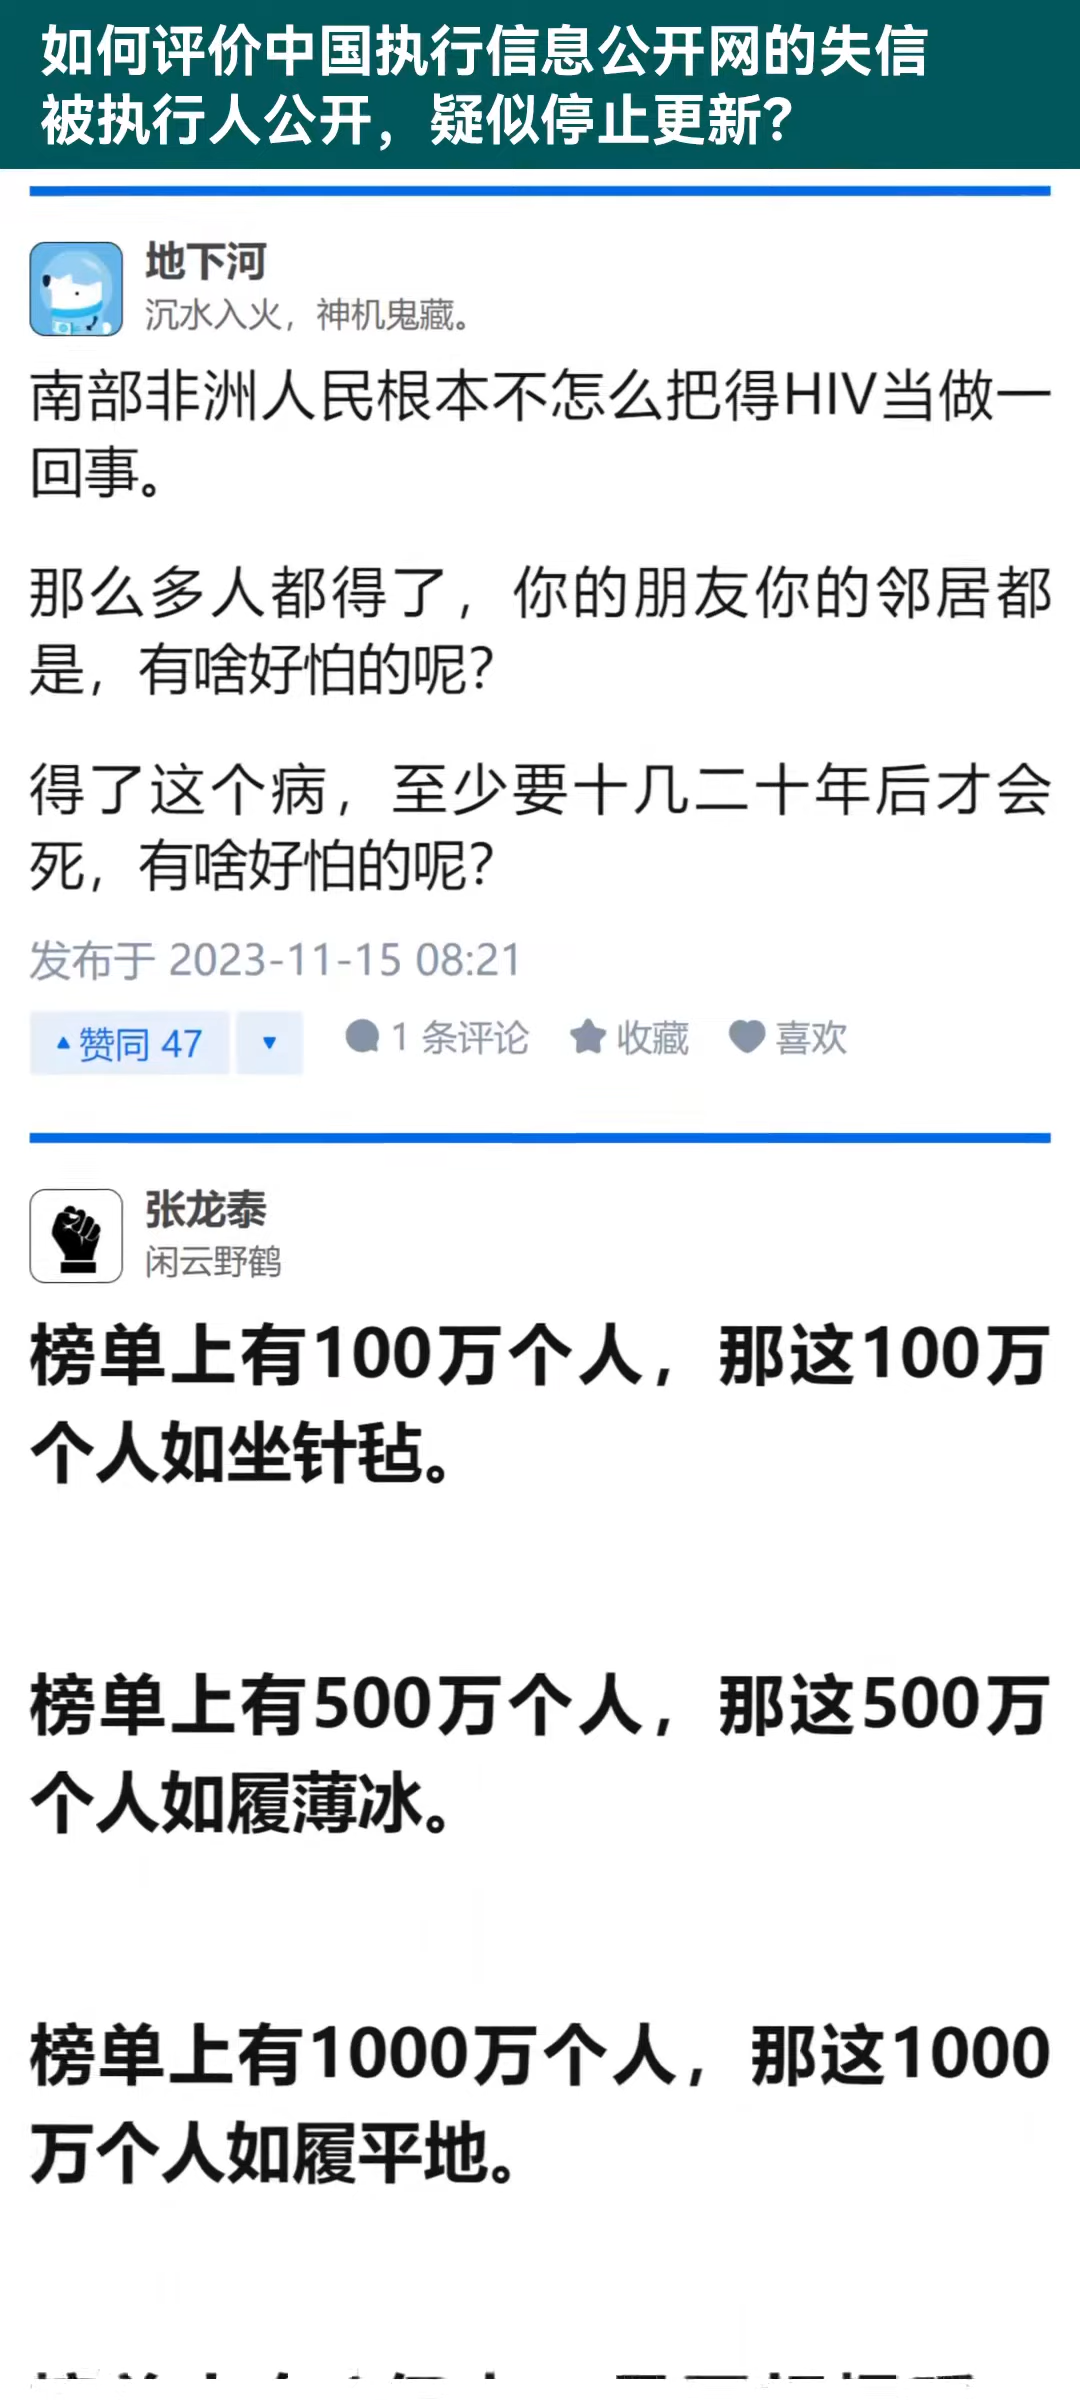 如何评价中国执行信息公开网的失信
被执行人公开，疑似停止更新？
地下河
沉水入火，神机鬼藏。
南部非洲人民根本不怎么把得HIV当做一
回事。
那么多人都得了，你的朋友你的邻居都
是，有啥好怕的呢？
得了这个病，至少要十几二十年后才会
死，有啥好怕的呢？
发布于 2023-11-15 08:21
赞同 47
1 条评论
收藏
喜欢
张龙泰
闲云野鹤
榜单上有100万个人，那这100万
个人如坐针毡。
榜单上有500万个人，那这500万
个人如履薄冰。
榜单上有1000万个人，那这1000
万个人如履平地。